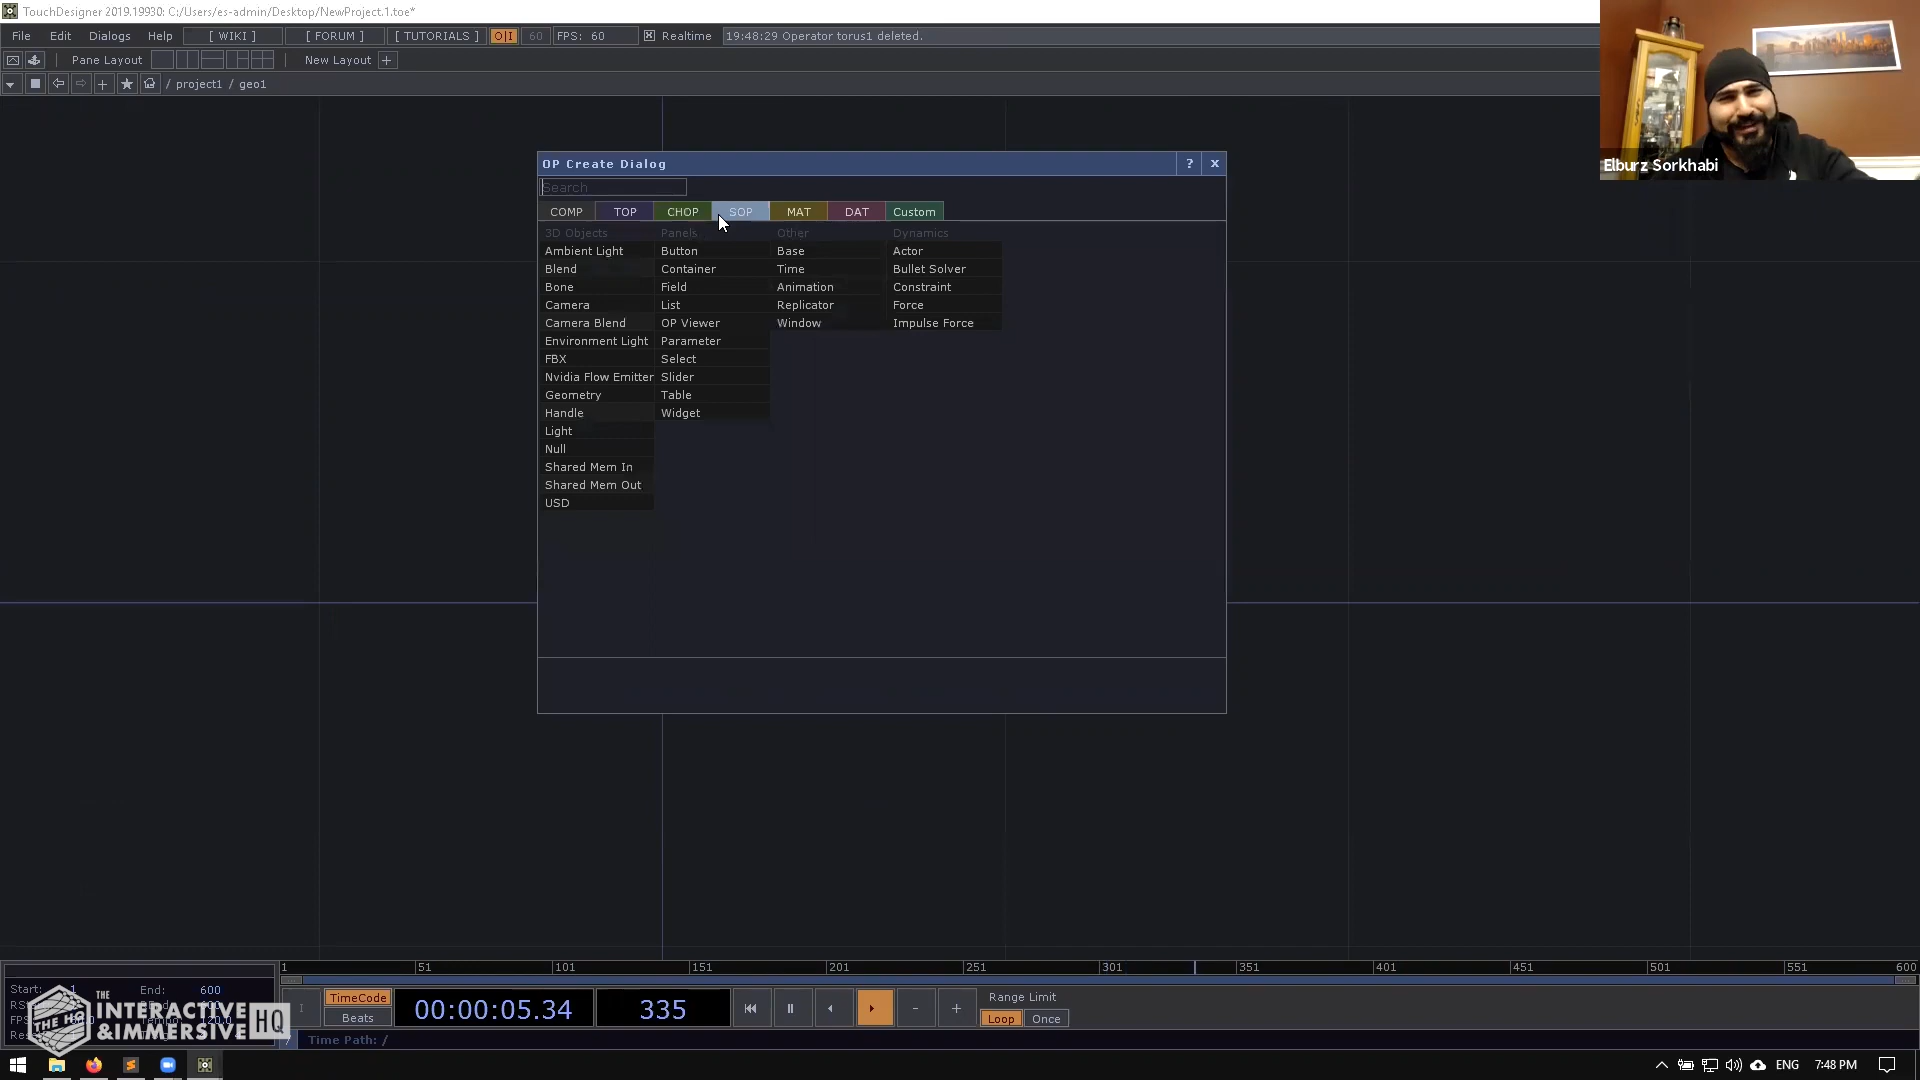 TouchDesigner 2019.19930: C:/Users/es-admin/Desktop/NewProject.1.toe*
File Edit Dialogs Help [ WIKI ] [ FORUM ] [ TUTORIALS ] O|I 60 FPS: 60 Realtime 19:48:29 Operator torus1 deleted.
Pane Layout New Layout +
/ project1 / geo1
Elburz Sorkhabi
OP Create Dialog ? x
Search
COMP TOP CHOP SOP MAT DAT Custom
3D Objects Panels Other Dynamics
Ambient Light Button Base Actor
Blend Container Time Bullet Solver
Bone Field Animation Constraint
Camera List Replicator Force
Camera Blend OP Viewer Window Impulse Force
Environment Light Parameter
FBX Select
Nvidia Flow Emitter Slider
Geometry Table
Handle Widget
Light
Null
Shared Mem In
Shared Mem Out
USD
1 51 101 151 201 251 301 351 401 451 501 551 600
Start: 1 End: 600
TimeCode 00:00:05.34 335 - + Range Limit
Beats Loop Once
THE INTERACTIVE & IMMERSIVE HQ
THE HQ
Time Path: /
ENG 7:48 PM